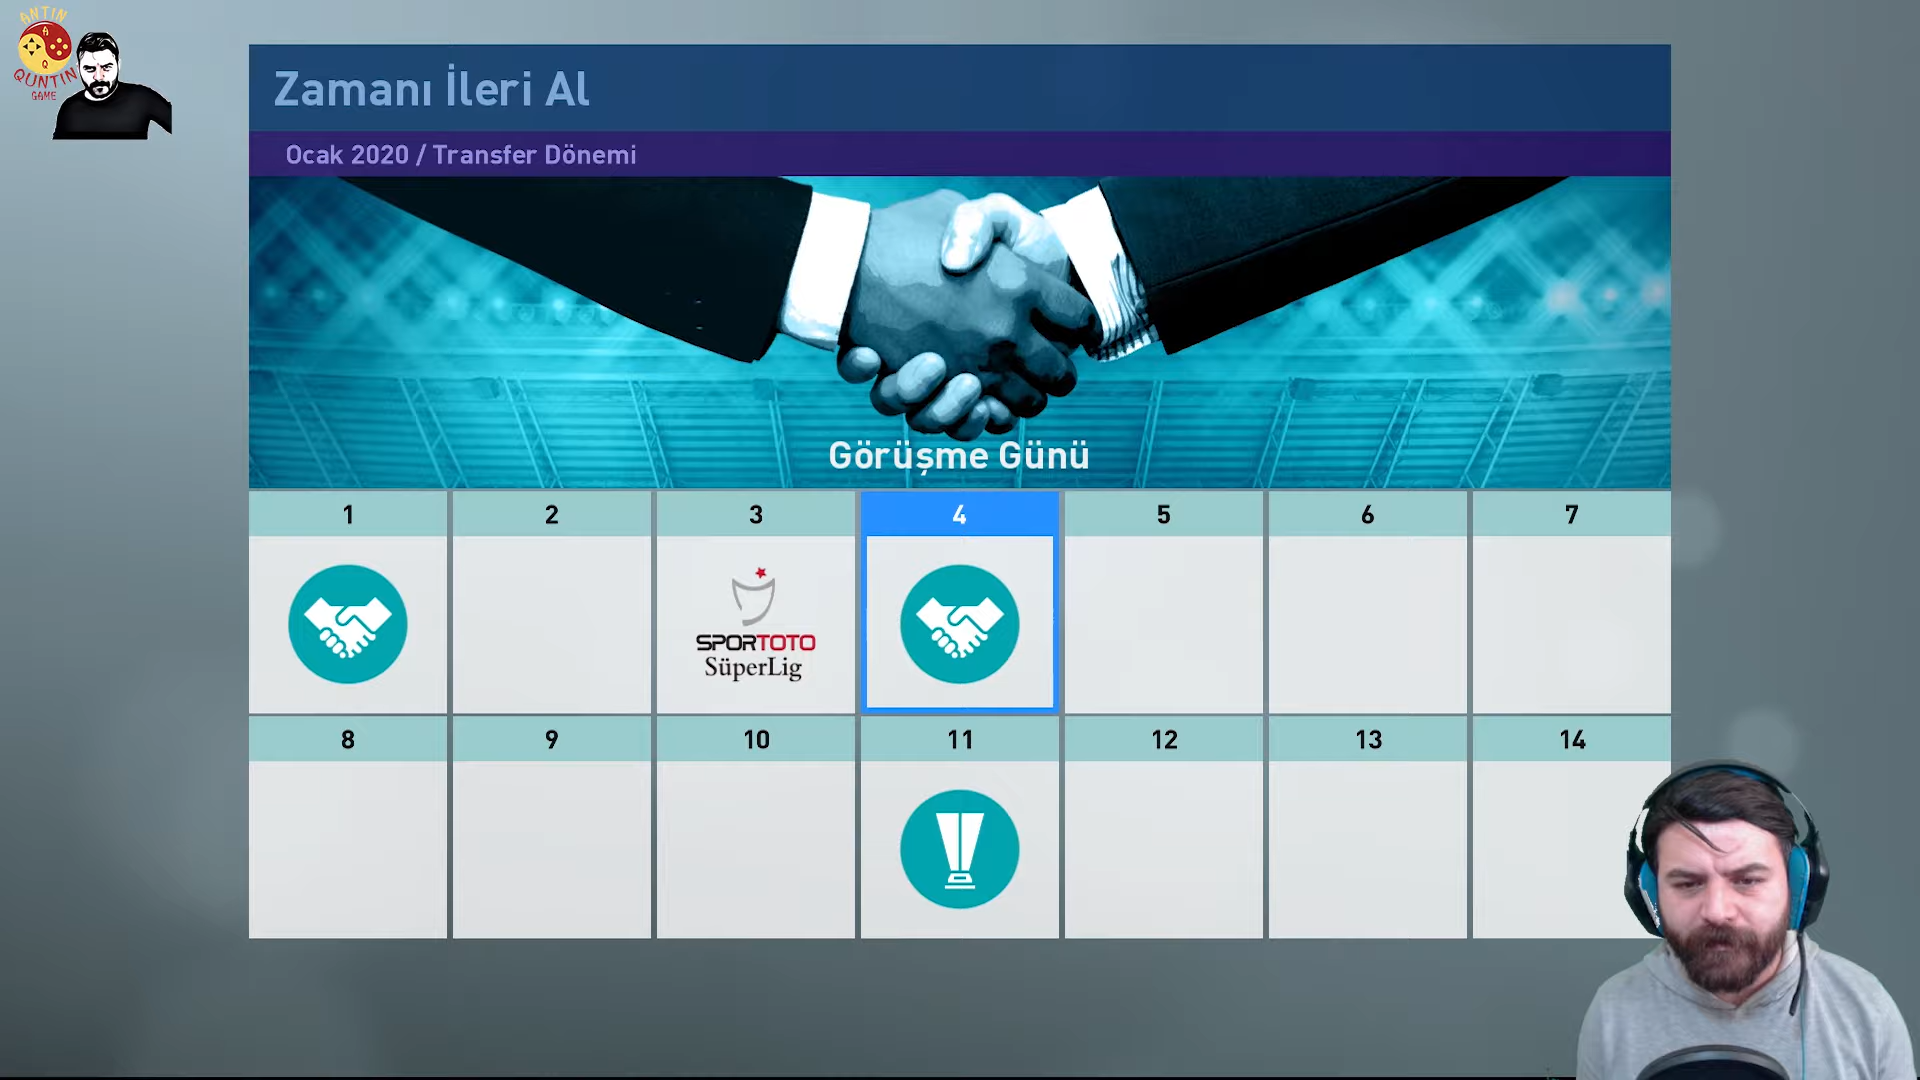 ANTIN
A
Q
QUNTIN
GAME
Zamanı İleri Al
Ocak 2020 / Transfer Dönemi
Görüşme Günü
1 2 3 4 5 6 7
SPORTOTO
SüperLig
8 9 10 11 12 13 14